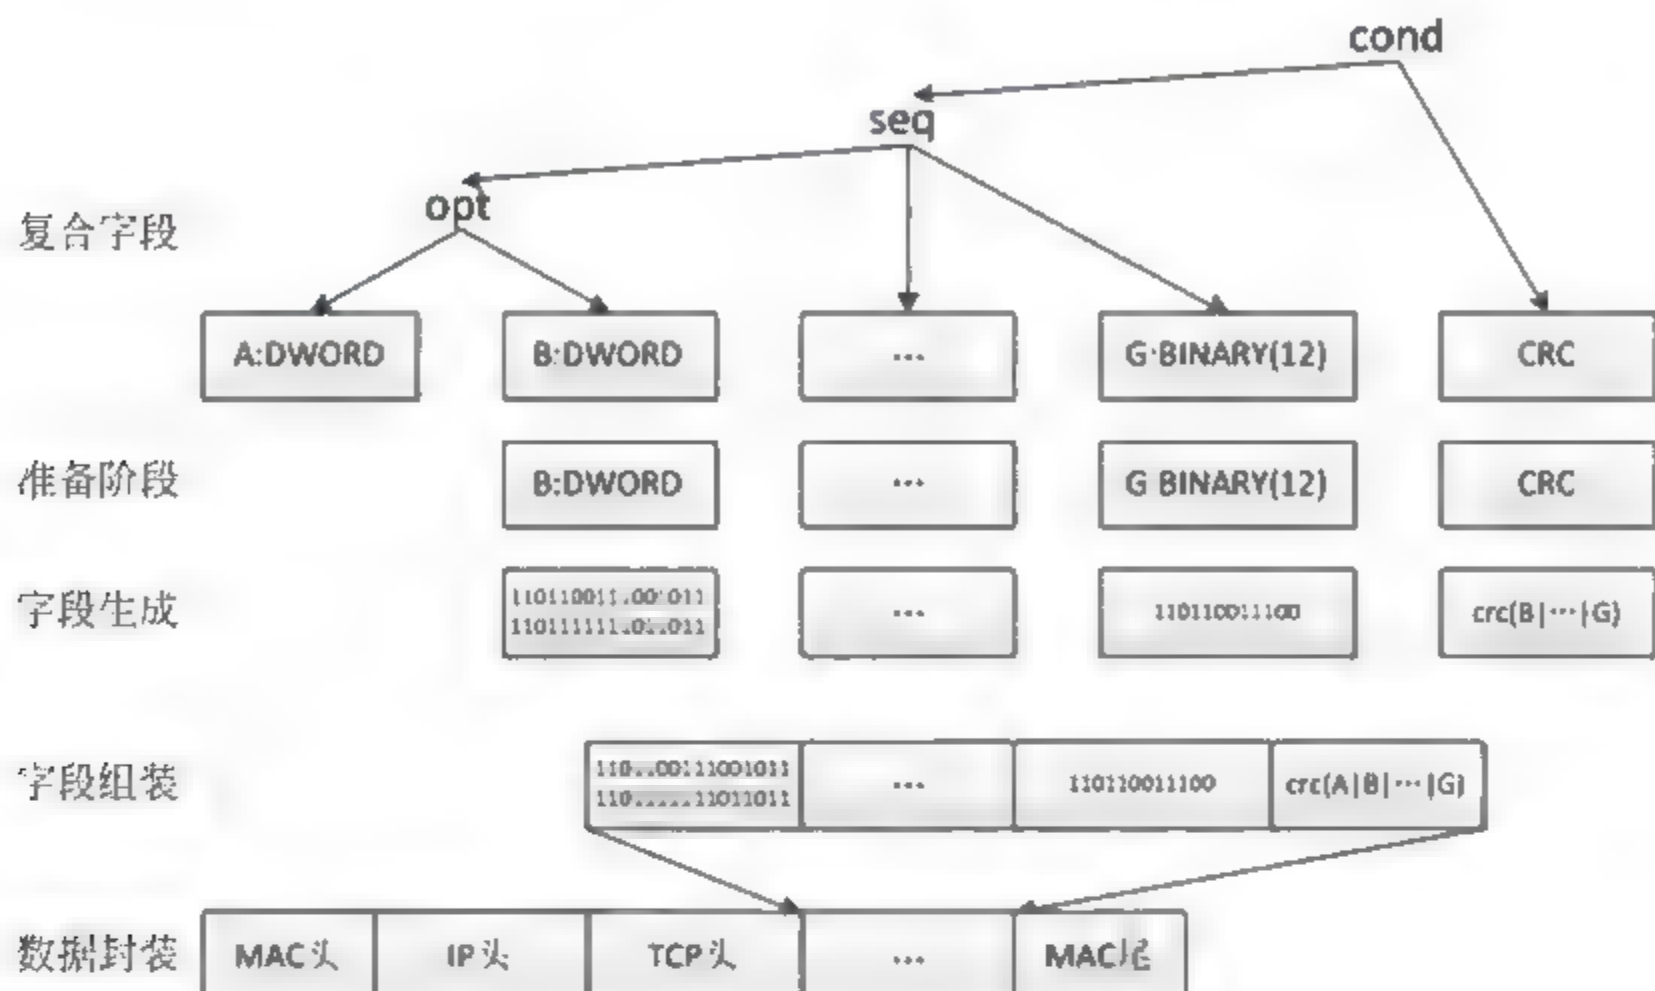 cond
seq
opt
复合字段
A:DWORD
B:DWORD
...
G:BINARY(12)
CRC
准备阶段
B:DWORD
...
G BINARY(12)
CRC
字段生成
...
110110011100
crc(B|···|G)
字段组装
...
110110011100
crc(A|B|···|G)
数据封装
MAC头
IP头
TCP头
...
MAC尾